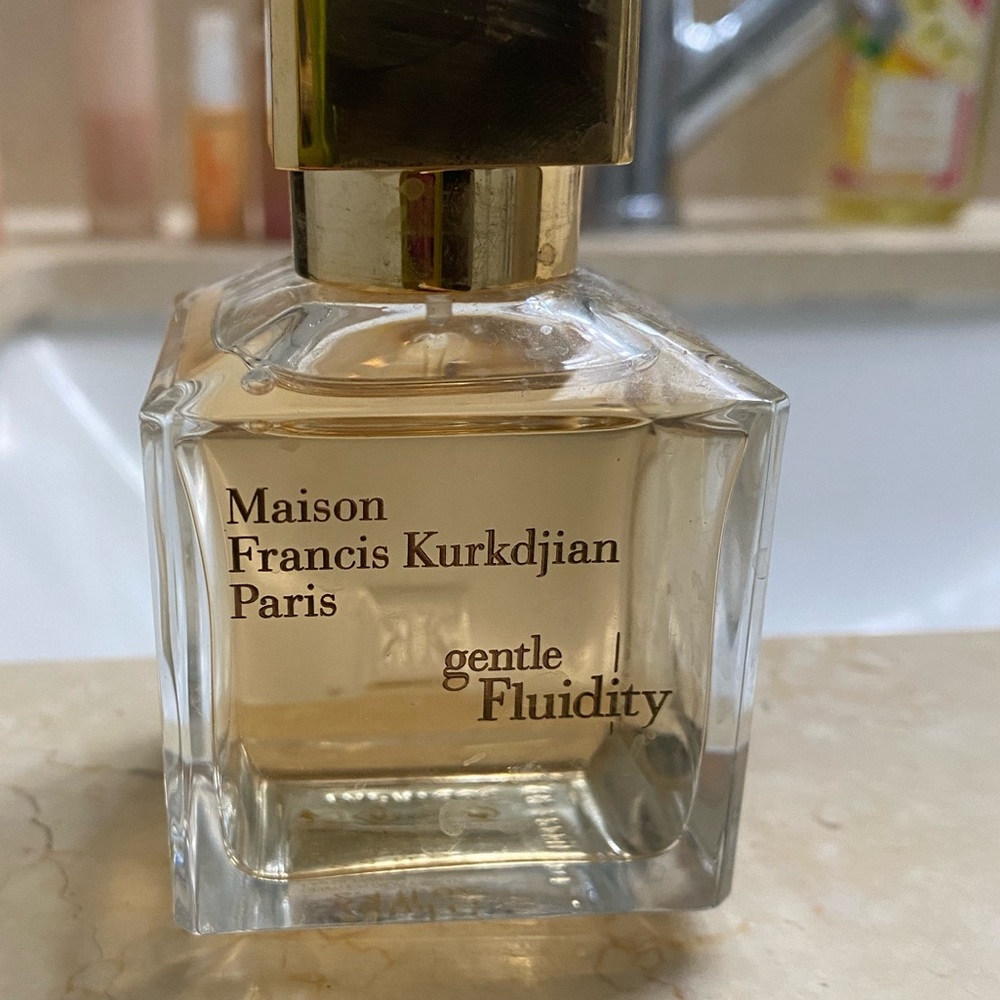 Maison
Francis Kurkdjian
Paris
gentle
Fluidity